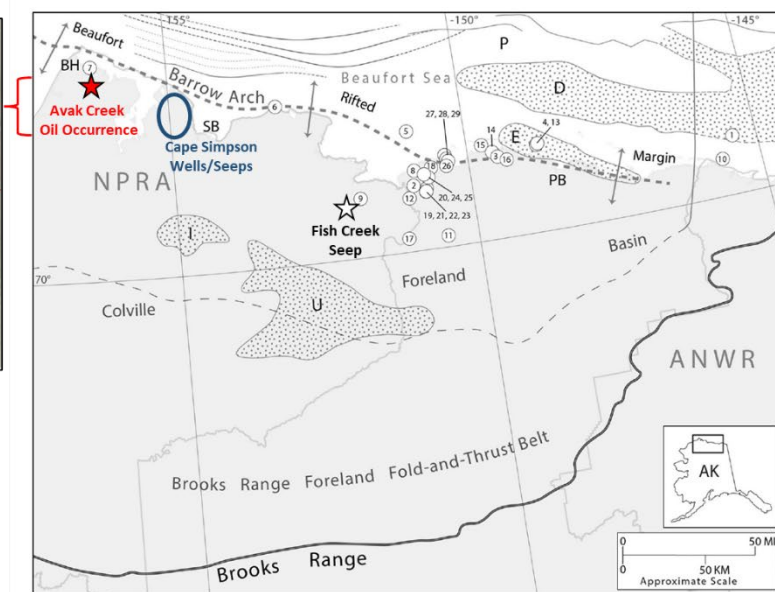 -155°
-150°
-145°
Beaufort
P
BH
7
Barrow Arch
Beaufort Sea
D
Avak Creek
Oil Occurrence
6
Rifted
27, 28, 29
5
14
4, 13
1
SB
15
E
Margin
10
Cape Simpson
Wells/Seeps
18
26
3
16
8
PB
NPRA
2
20, 24, 25
9
12
19, 21, 22, 23
Fish Creek
Seep
I
17
11
Basin
70°
Foreland
Colville
U
ANWR
Brooks Range Foreland Fold-and-Thrust Belt
AK
0
50 MI
0
50 KM
Approximate Scale
Brooks Range